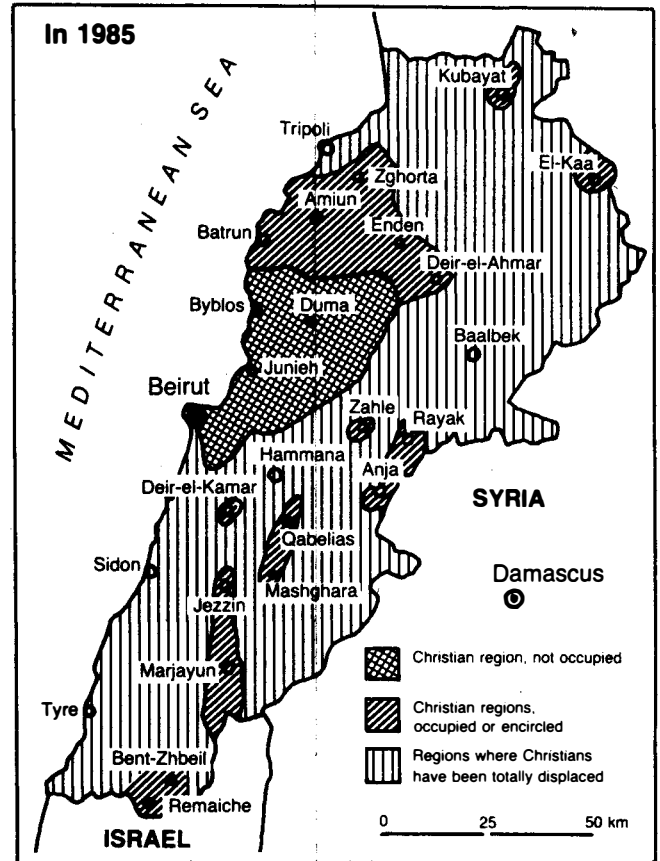 In 1985
MEDITERRANEAN SEA
Kubayat
Tripoli
El-Kaa
Zghorta
Amiun
Batrun
Enden
Deir-el-Ahmar
Byblos
Duma
Baalbek
Junieh
Beirut
Zahle
Rayak
Hammana
Anja
Deir-el-Kamar
SYRIA
Qabelias
Sidon
Mashghara
Damascus
Jezzin
Christian region, not occupied
Marjayun
Christian regions,
occupied or encircled
Tyre
Regions where Christians
have been totally displaced
Bent-Zhbeil
Remaiche
0 25 50 km
ISRAEL